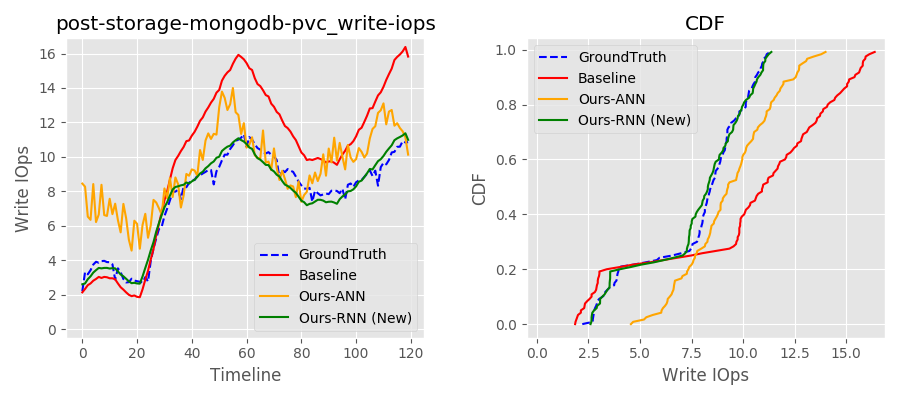 post-storage-mongodb-pvc_write-iops
Write IOps
16
14
12
10
8
6
4
2
0
0
20
40
60
80
100
120
Timeline
GroundTruth
Baseline
Ours-ANN
Ours-RNN (New)
CDF
CDF
1.0
0.8
0.6
0.4
0.2
0.0
0.0
2.5
5.0
7.5
10.0
12.5
15.0
Write IOps
GroundTruth
Baseline
Ours-ANN
Ours-RNN (New)